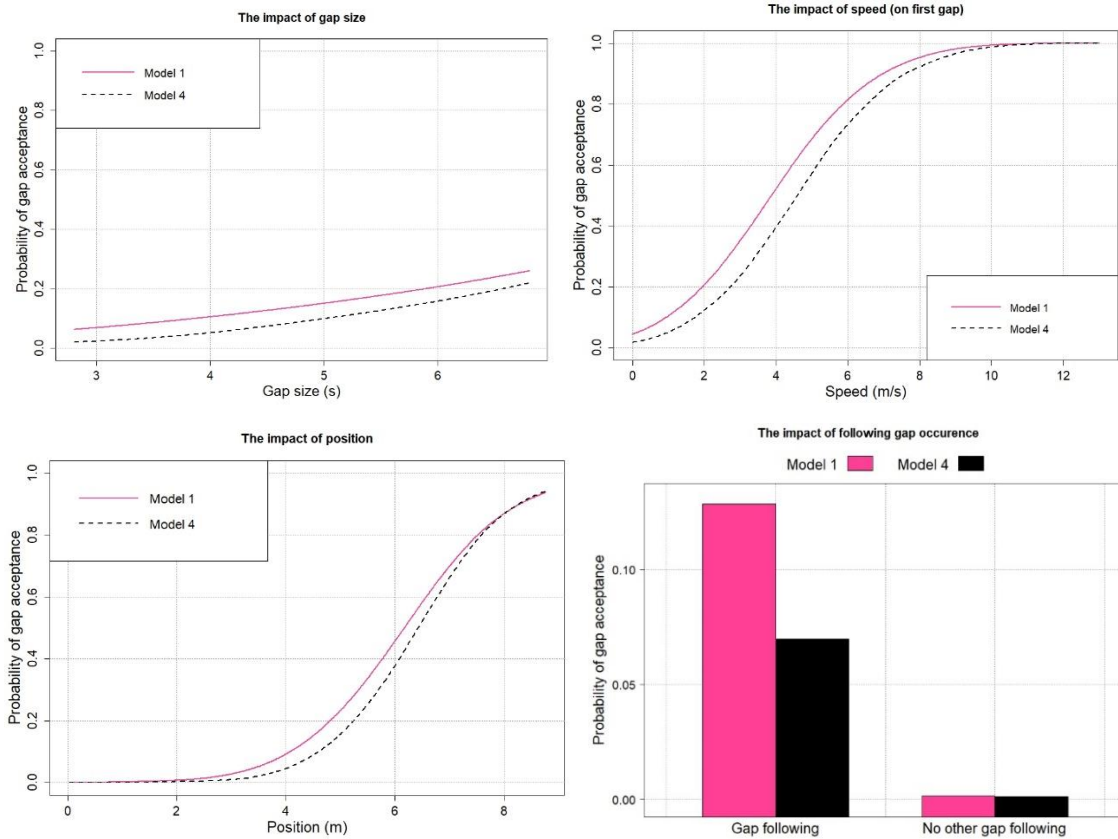 The impact of gap size
Probability of gap acceptance
0.0 0.2 0.4 0.6 0.8 1.0
Model 1
Model 4
3 4 5 6
Gap size (s)
The impact of speed (on first gap)
Probability of gap acceptance
0.0 0.2 0.4 0.6 0.8 1.0
Model 1
Model 4
0 2 4 6 8 10 12
Speed (m/s)
The impact of position
Probability of gap acceptance
0.0 0.2 0.4 0.6 0.8 1.0
Model 1
Model 4
0 2 4 6 8
Position (m)
The impact of following gap occurence
Model 1 Model 4
Probability of gap acceptance
0.10
0.05
0.00
Gap following No other gap following